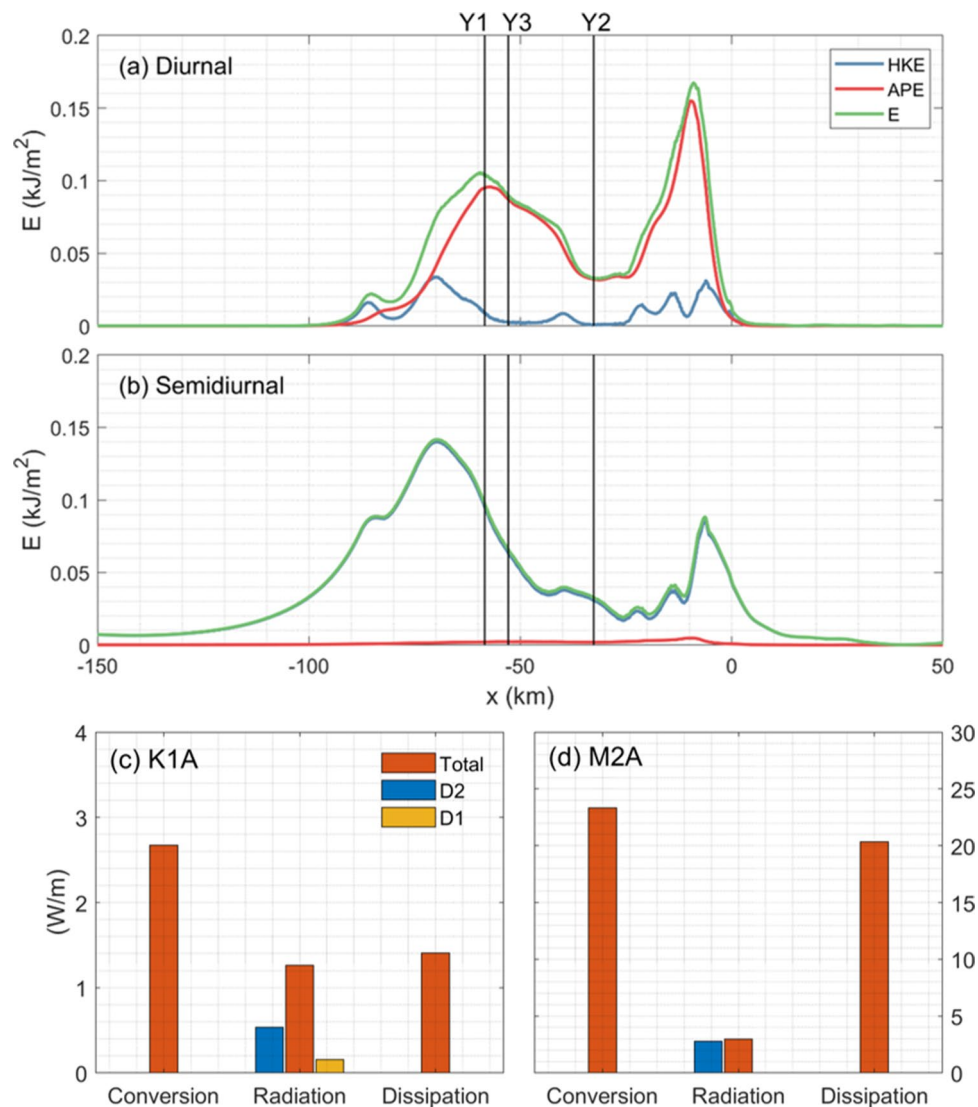 Y1 Y3 Y2
0.2
(a) Diurnal
HKE
APE
E
0.15
0.1
0.05
0
E (kJ/m²)
0.2
(b) Semidiurnal
0.15
0.1
0.05
0
E (kJ/m²)
-150 -100 -50 0 50
x (km)
4
3
2
1
0
(W/m)
(c) K1A
Total
D2
D1
Conversion Radiation Dissipation
(d) M2A
30
25
20
15
10
5
0
Conversion Radiation Dissipation